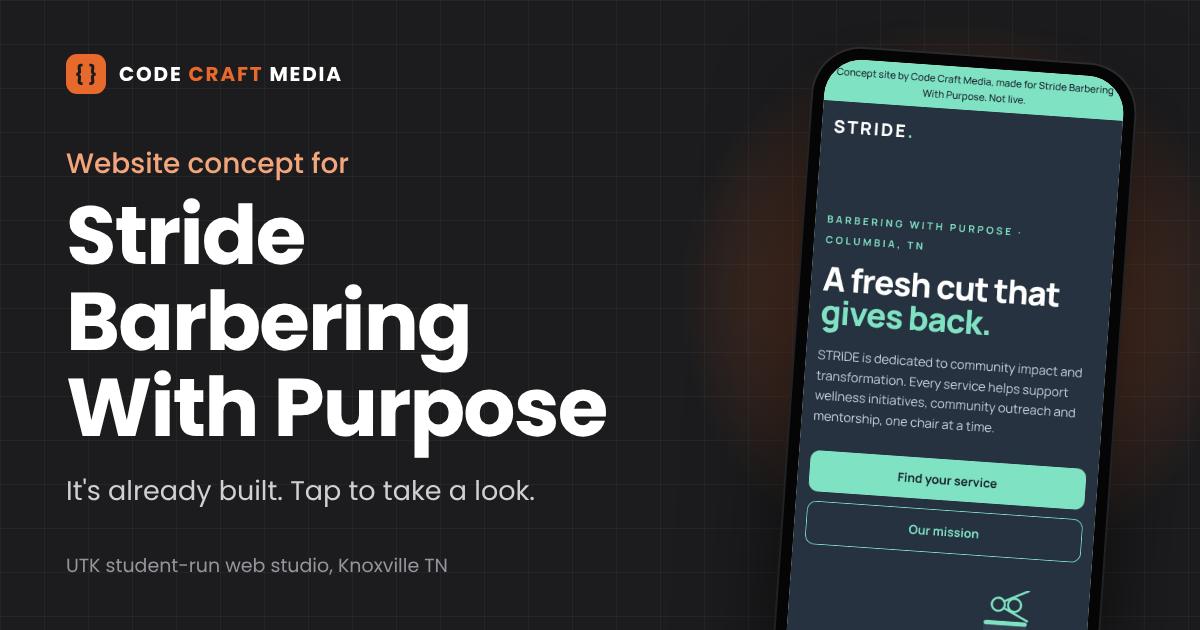 { } CODE CRAFT MEDIA
Website concept for
Stride
Barbering
With Purpose
It's already built. Tap to take a look.
UTK student-run web studio, Knoxville TN
Concept site by Code Craft Media, made for Stride Barbering
With Purpose. Not live.
STRIDE.
BARBERING WITH PURPOSE ·
COLUMBIA, TN
A fresh cut that
gives back.
STRIDE is dedicated to community impact and
transformation. Every service helps support
wellness initiatives, community outreach and
mentorship, one chair at a time.
Find your service
Our mission